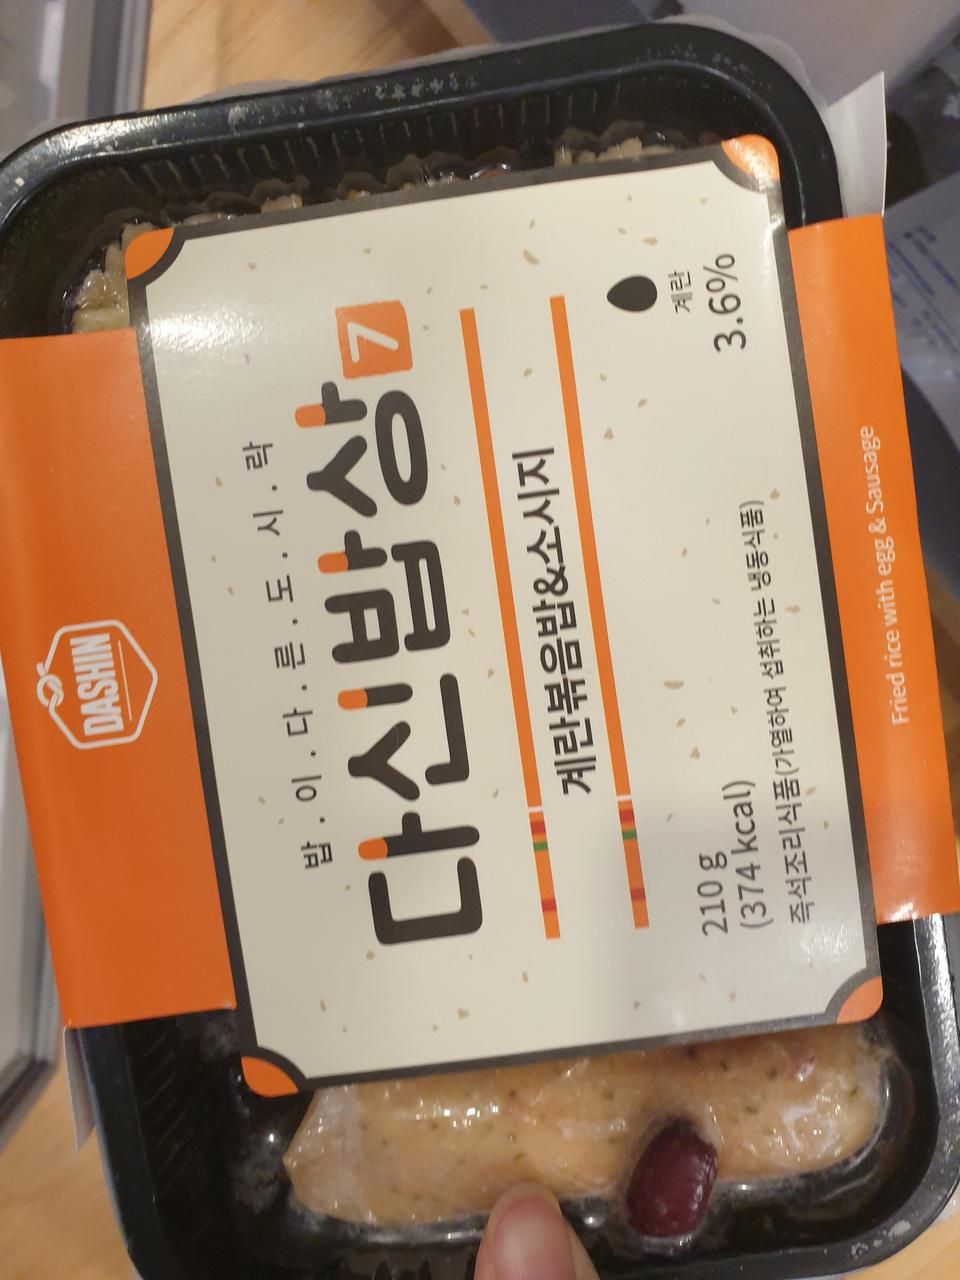 DASHIN
밥.이.다.른.도.시.락
다신밥상 7
계란볶음밥&소시지
계란
3.6%
210 g
(374 kcal)
즉석조리식품(가열하여 섭취하는 냉동식품)
Fried rice with egg & Sausage